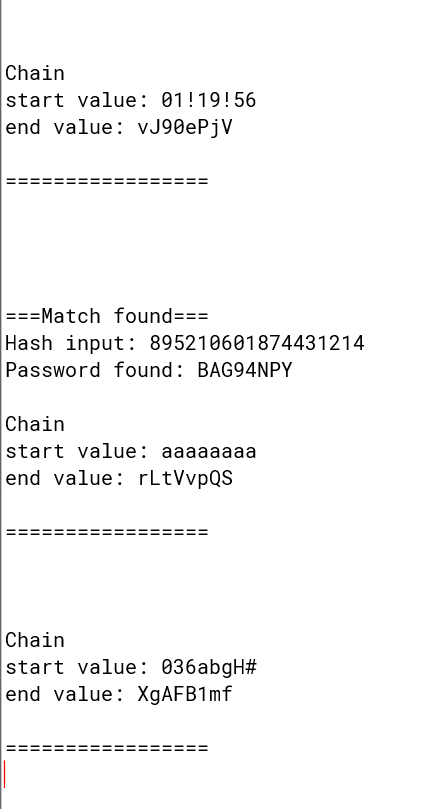 Chain
start value: 01!19!56
end value: vJ90ePjV
=================
===Match found===
Hash input: 895210601874431214
Password found: BAG94NPY
Chain
start value: aaaaaaaa
end value: rLtVvpQS
=================
Chain
start value: 036abgH#
end value: XgAFB1mf
=================